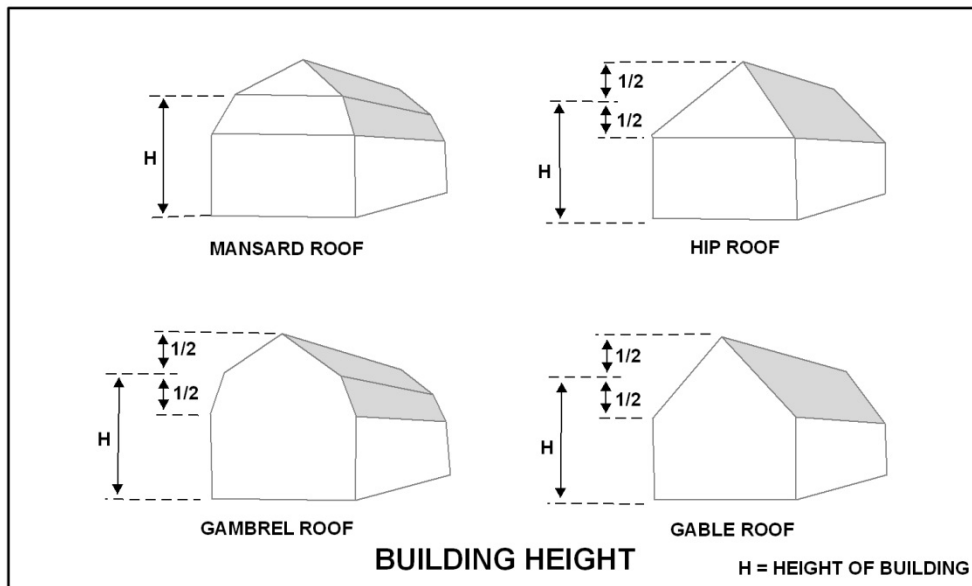 1/2
1/2
H
H
MANSARD ROOF
HIP ROOF
1/2
1/2
1/2
1/2
H
H
GAMBREL ROOF
GABLE ROOF
BUILDING HEIGHT
H = HEIGHT OF BUILDING